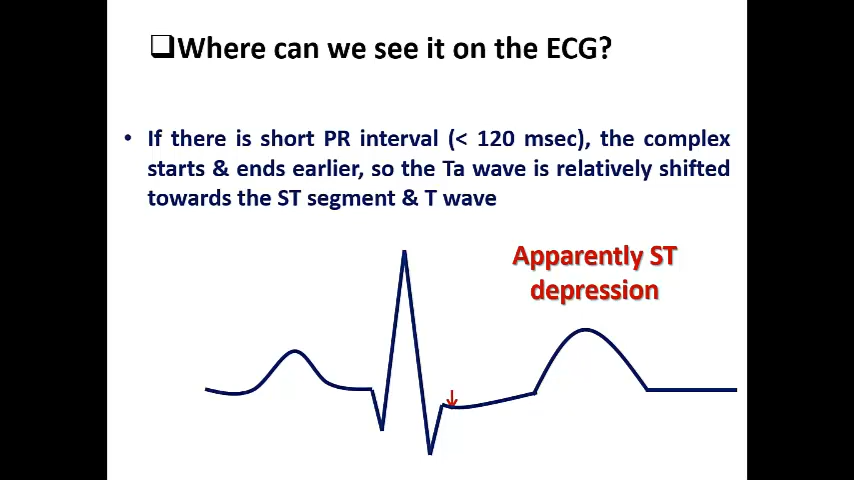 ❑Where can we see it on the ECG?
• If there is short PR interval (< 120 msec), the complex
starts & ends earlier, so the Ta wave is relatively shifted
towards the ST segment & T wave
Apparently ST
depression